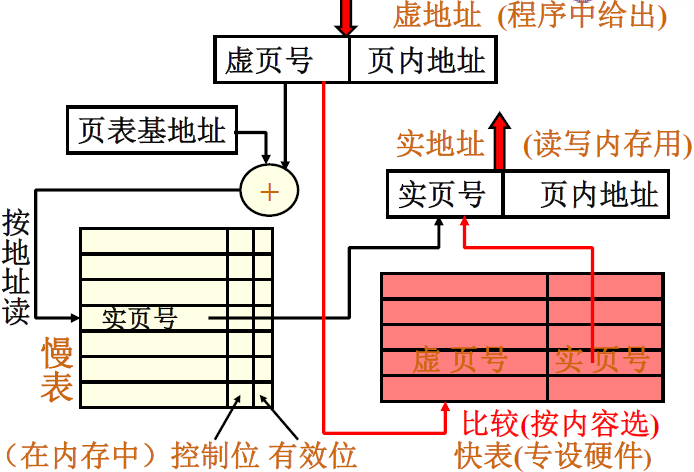 虚地址 (程序中给出)
虚页号 页内地址
页表基地址
实地址 (读写内存用)
+
实页号 页内地址
按地址读
实页号
虚页号 实页号
慢表
比较(按内容选)
(在内存中) 控制位 有效位 快表(专设硬件)